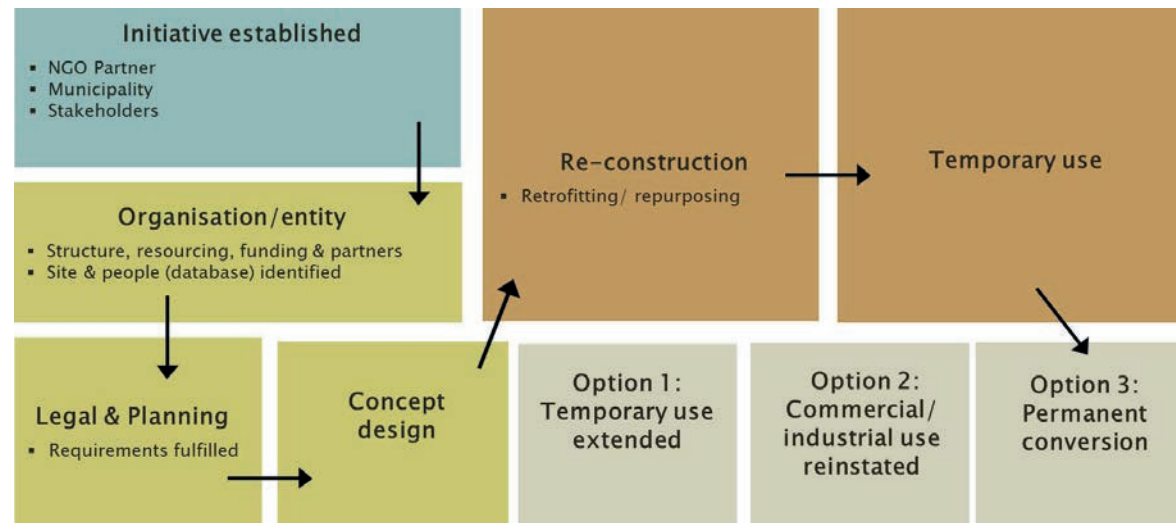 Initiative established
▪ NGO Partner
▪ Municipality
▪ Stakeholders
Organisation/entity
▪ Structure, resourcing, funding & partners
▪ Site & people (database) identified
Legal & Planning
▪ Requirements fulfilled
Concept
design
Re-construction
▪ Retrofitting/ repurposing
Temporary use
Option 1:
Temporary use
extended
Option 2:
Commercial/
industrial use
reinstated
Option 3:
Permanent
conversion